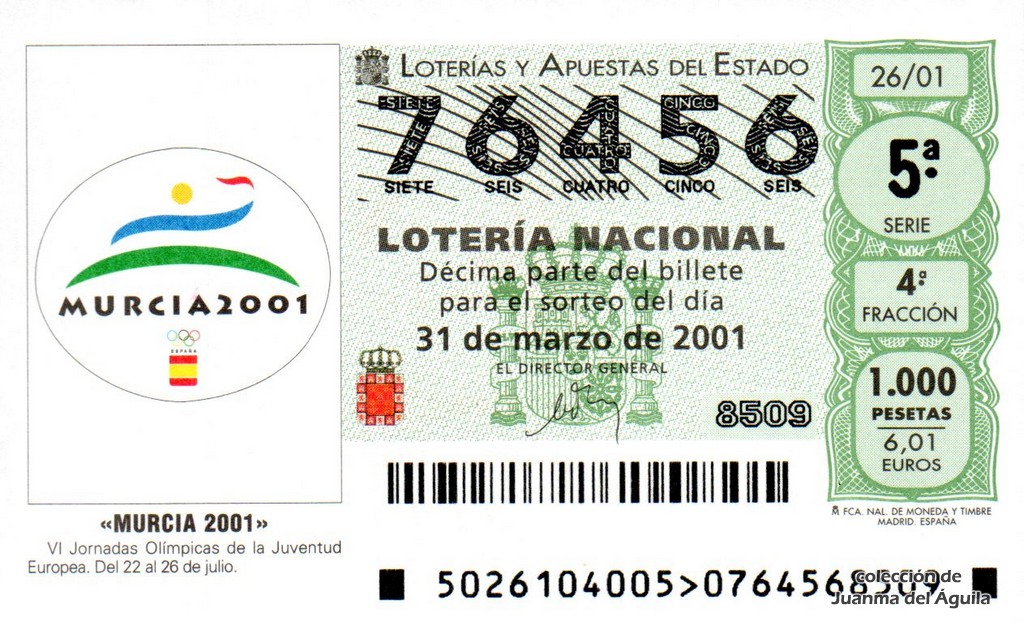 MURCIA2001
ESPAÑA
«MURCIA 2001»
VI Jornadas Olímpicas de la Juventud
Europea. Del 22 al 26 de julio.
LOTERÍAS Y APUESTAS DEL ESTADO
76456
SIETE SEIS CUATRO CINCO SEIS
LOTERÍA NACIONAL
Décima parte del billete
para el sorteo del día
31 de marzo de 2001
EL DIRECTOR GENERAL
8509
26/01
5ª
SERIE
4ª
FRACCIÓN
1.000
PESETAS
6,01
EUROS
FCA. NAL. DE MONEDA Y TIMBRE
MADRID. ESPAÑA
5026104005>0764568509
colección de
Juanma del Águila